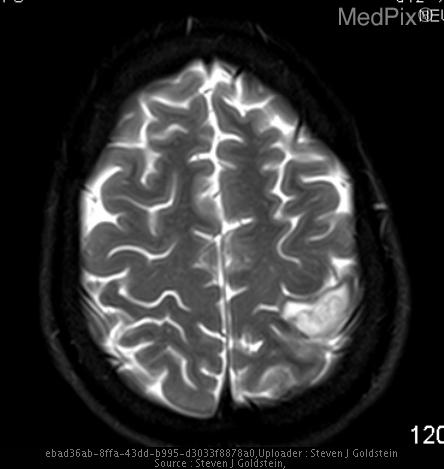 MedPix®
120
ebad36ab-8ffa-43dd-b995-d3033f8878a0,Uploader : Steven J Goldstein
Source : Steven J Goldstein,